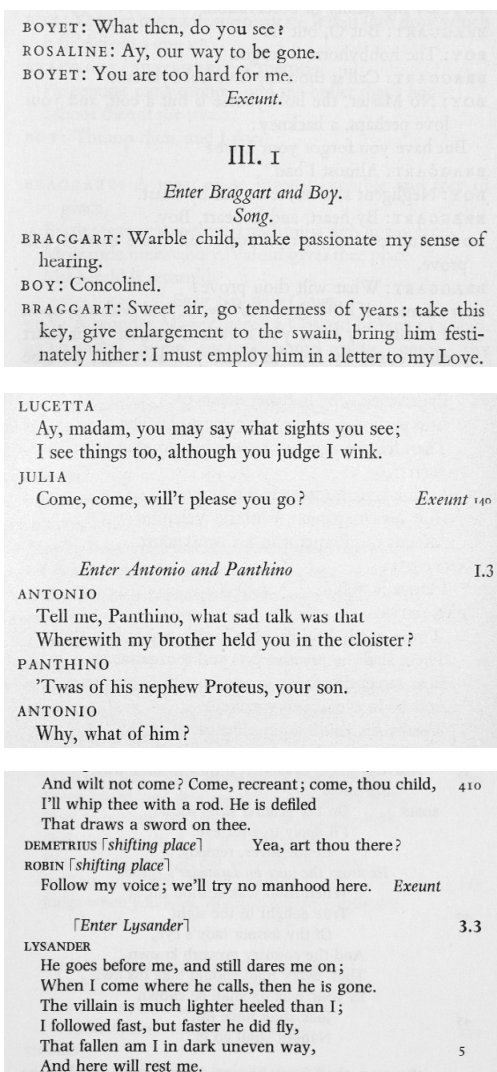 BOYET: What then, do you see?
ROSALINE: Ay, our way to be gone.
BOYET: You are too hard for me.
Exeunt.
III. 1
Enter Braggart and Boy.
Song.
BRAGGART: Warble child, make passionate my sense of
hearing.
BOY: Concolinel.
BRAGGART: Sweet air, go tenderness of years: take this
key, give enlargement to the swain, bring him festi-
nately hither: I must employ him in a letter to my Love.
LUCETTA
Ay, madam, you may say what sights you see;
I see things too, although you judge I wink.
JULIA
Come, come, will't please you go? Exeunt 140
Enter Antonio and Panthino I.3
ANTONIO
Tell me, Panthino, what sad talk was that
Wherewith my brother held you in the cloister?
PANTHINO
'Twas of his nephew Proteus, your son.
ANTONIO
Why, what of him?
And wilt not come? Come, recreant; come, thou child, 410
I'll whip thee with a rod. He is defiled
That draws a sword on thee.
DEMETRIUS ⌈shifting place⌉ Yea, art thou there?
ROBIN ⌈shifting place⌉
Follow my voice; we'll try no manhood here. Exeunt
⌈Enter Lysander⌉ 3.3
LYSANDER
He goes before me, and still dares me on;
When I come where he calls, then he is gone.
The villain is much lighter heeled than I;
I followed fast, but faster he did fly,
That fallen am I in dark uneven way, 5
And here will rest me.